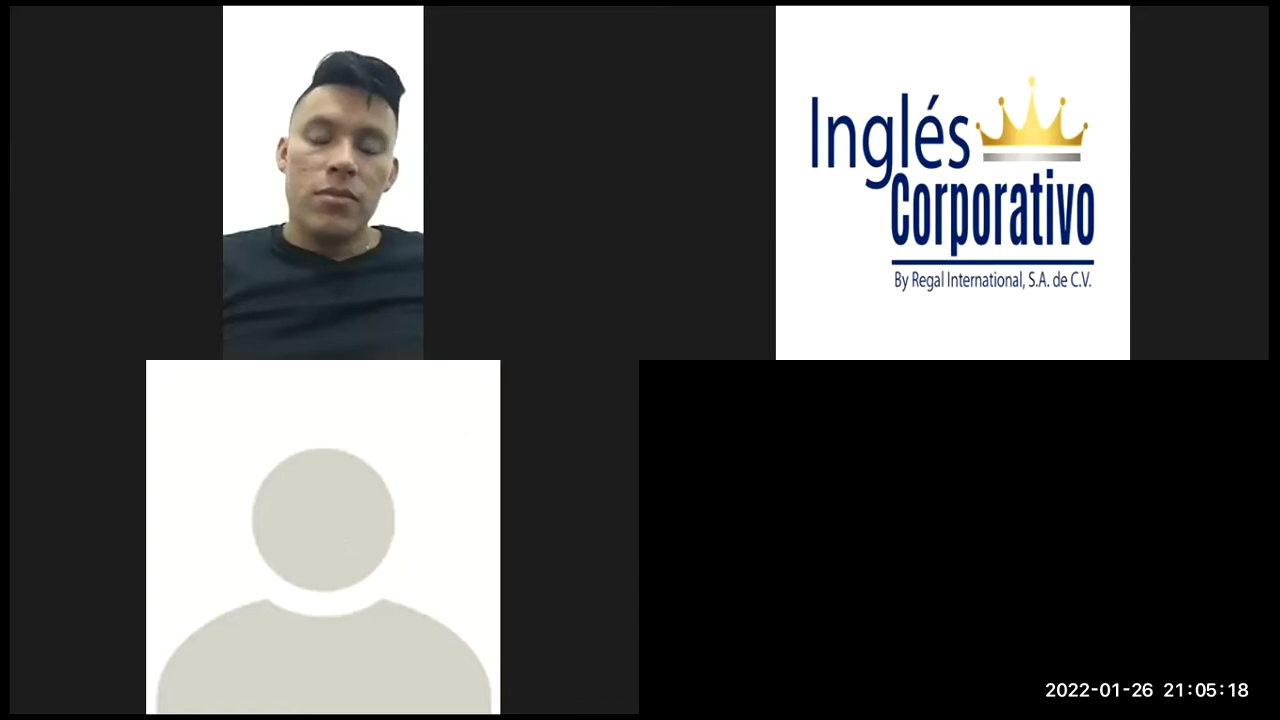 Inglés
Corporativo
By Regal International, S.A. de C.V.
2022-01-26 21:05:18